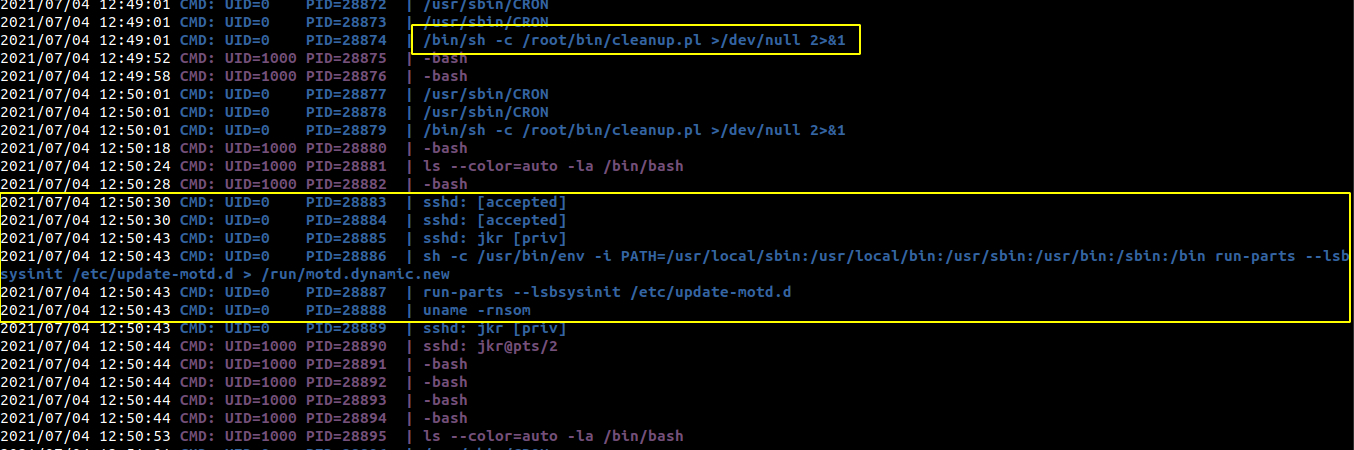 2021/07/04 12:49:01 CMD: UID=0    PID=28872  | /usr/sbin/CRON
2021/07/04 12:49:01 CMD: UID=0    PID=28873  | /usr/sbin/CRON
2021/07/04 12:49:01 CMD: UID=0    PID=28874  | /bin/sh -c /root/bin/cleanup.pl >/dev/null 2>&1
2021/07/04 12:49:52 CMD: UID=1000 PID=28875  | -bash
2021/07/04 12:49:58 CMD: UID=1000 PID=28876  | -bash
2021/07/04 12:50:01 CMD: UID=0    PID=28877  | /usr/sbin/CRON
2021/07/04 12:50:01 CMD: UID=0    PID=28878  | /usr/sbin/CRON
2021/07/04 12:50:01 CMD: UID=0    PID=28879  | /bin/sh -c /root/bin/cleanup.pl >/dev/null 2>&1
2021/07/04 12:50:18 CMD: UID=1000 PID=28880  | -bash
2021/07/04 12:50:24 CMD: UID=1000 PID=28881  | ls --color=auto -la /bin/bash
2021/07/04 12:50:28 CMD: UID=1000 PID=28882  | -bash
2021/07/04 12:50:30 CMD: UID=0    PID=28883  | sshd: [accepted]
2021/07/04 12:50:30 CMD: UID=0    PID=28884  | sshd: [accepted]
2021/07/04 12:50:43 CMD: UID=0    PID=28885  | sshd: jkr [priv]
2021/07/04 12:50:43 CMD: UID=0    PID=28886  | sh -c /usr/bin/env -i PATH=/usr/local/sbin:/usr/local/bin:/usr/sbin:/usr/bin:/sbin:/bin run-parts --lsb
sysinit /etc/update-motd.d > /run/motd.dynamic.new
2021/07/04 12:50:43 CMD: UID=0    PID=28887  | run-parts --lsbsysinit /etc/update-motd.d
2021/07/04 12:50:43 CMD: UID=0    PID=28888  | uname -rnsom
2021/07/04 12:50:43 CMD: UID=0    PID=28889  | sshd: jkr [priv]
2021/07/04 12:50:44 CMD: UID=1000 PID=28890  | sshd: jkr@pts/2
2021/07/04 12:50:44 CMD: UID=1000 PID=28891  | -bash
2021/07/04 12:50:44 CMD: UID=1000 PID=28892  | -bash
2021/07/04 12:50:44 CMD: UID=1000 PID=28893  | -bash
2021/07/04 12:50:44 CMD: UID=1000 PID=28894  | -bash
2021/07/04 12:50:53 CMD: UID=1000 PID=28895  | ls --color=auto -la /bin/bash